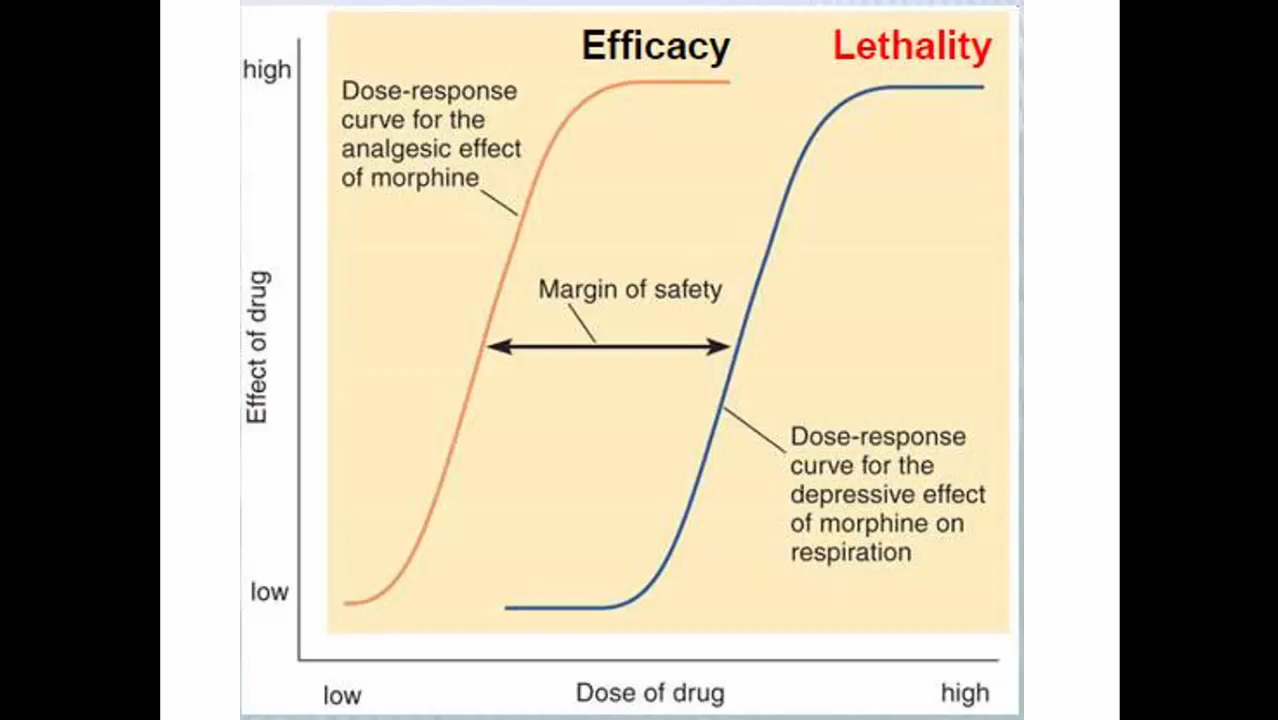 Efficacy
Lethality
high
Dose-response
curve for the
analgesic effect
of morphine
Margin of safety
Effect of drug
Dose-response
curve for the
depressive effect
of morphine on
respiration
low
low
Dose of drug
high